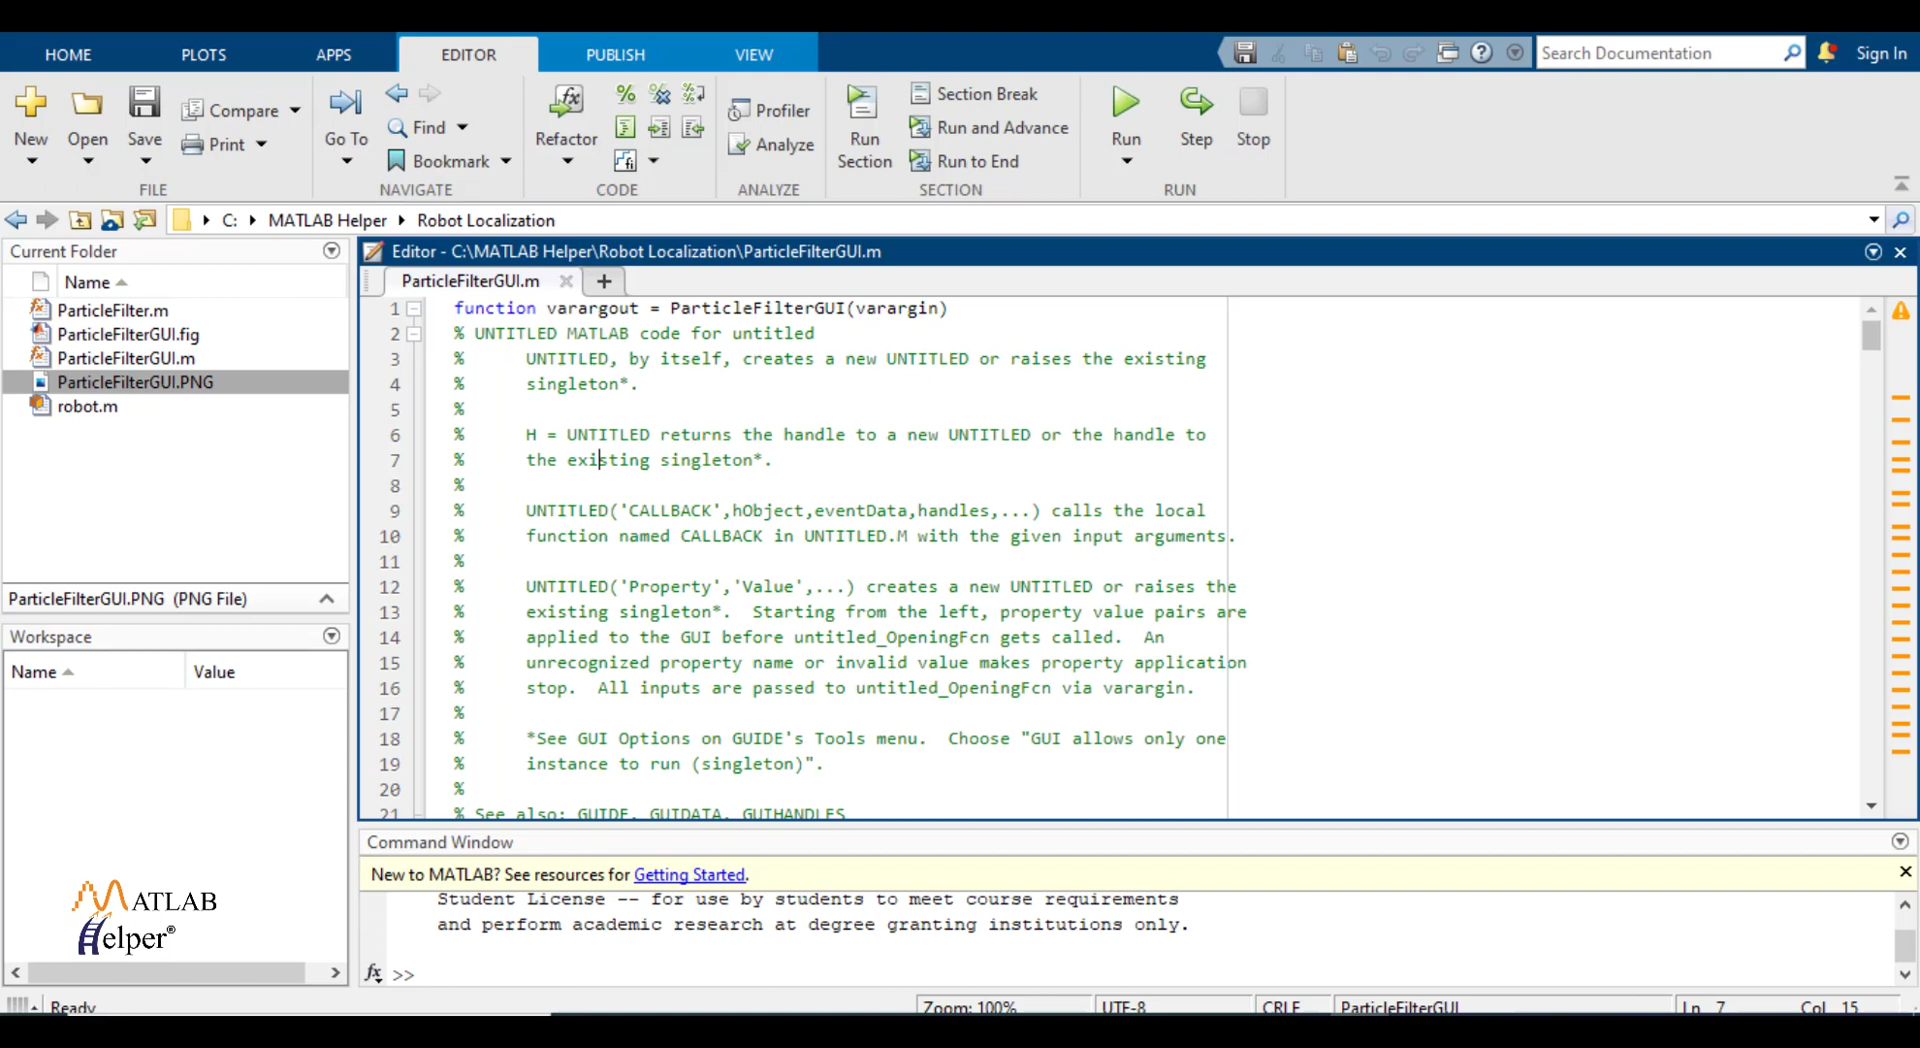 HOME PLOTS APPS EDITOR PUBLISH VIEW Search Documentation Sign In
New Open Save Compare Print
FILE
Go To Find Bookmark
NAVIGATE
Refactor
CODE
Profiler Analyze
ANALYZE
Run Section Section Break Run and Advance Run to End
SECTION
Run Step Stop
RUN
C: MATLAB Helper Robot Localization
Current Folder
Name
ParticleFilter.m
ParticleFilterGUI.fig
ParticleFilterGUI.m
ParticleFilterGUI.PNG
robot.m
ParticleFilterGUI.PNG (PNG File)
Workspace
Name Value
MATLAB
Helper®
Editor - C:\MATLAB Helper\Robot Localization\ParticleFilterGUI.m
ParticleFilterGUI.m
1 function varargout = ParticleFilterGUI(varargin)
2 % UNTITLED MATLAB code for untitled
3 % UNTITLED, by itself, creates a new UNTITLED or raises the existing
4 % singleton*.
5 %
6 % H = UNTITLED returns the handle to a new UNTITLED or the handle to
7 % the existing singleton*.
8 %
9 % UNTITLED('CALLBACK',hObject,eventData,handles,...) calls the local
10 % function named CALLBACK in UNTITLED.M with the given input arguments.
11 %
12 % UNTITLED('Property','Value',...) creates a new UNTITLED or raises the
13 % existing singleton*. Starting from the left, property value pairs are
14 % applied to the GUI before untitled_OpeningFcn gets called. An
15 % unrecognized property name or invalid value makes property application
16 % stop. All inputs are passed to untitled_OpeningFcn via varargin.
17 %
18 % *See GUI Options on GUIDE's Tools menu. Choose "GUI allows only one
19 % instance to run (singleton)".
20 %
21 % See also: GUIDE, GUIDATA, GUIHANDLES
Command Window
New to MATLAB? See resources for Getting Started.
Student License -- for use by students to meet course requirements
and perform academic research at degree granting institutions only.
fx >>
Ready Zoom: 100% UTF-8 CRLF ParticleFilterGUI Ln 7 Col 15